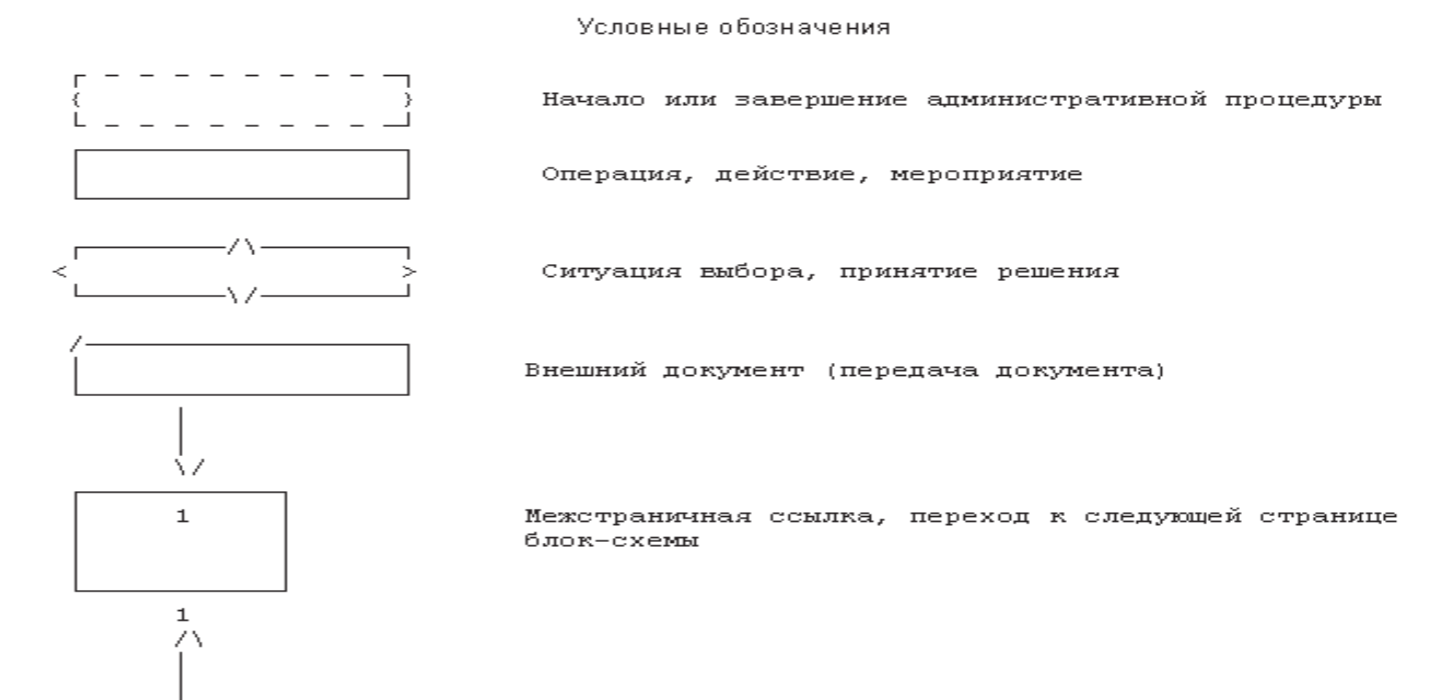 Условные обозначения
Начало или завершение административной процедуры
Операция, действие, мероприятие
Ситуация выбора, принятие решения
Внешний документ (передача документа)
1
Межстраничная ссылка, переход к следующей странице
блок-схемы
1